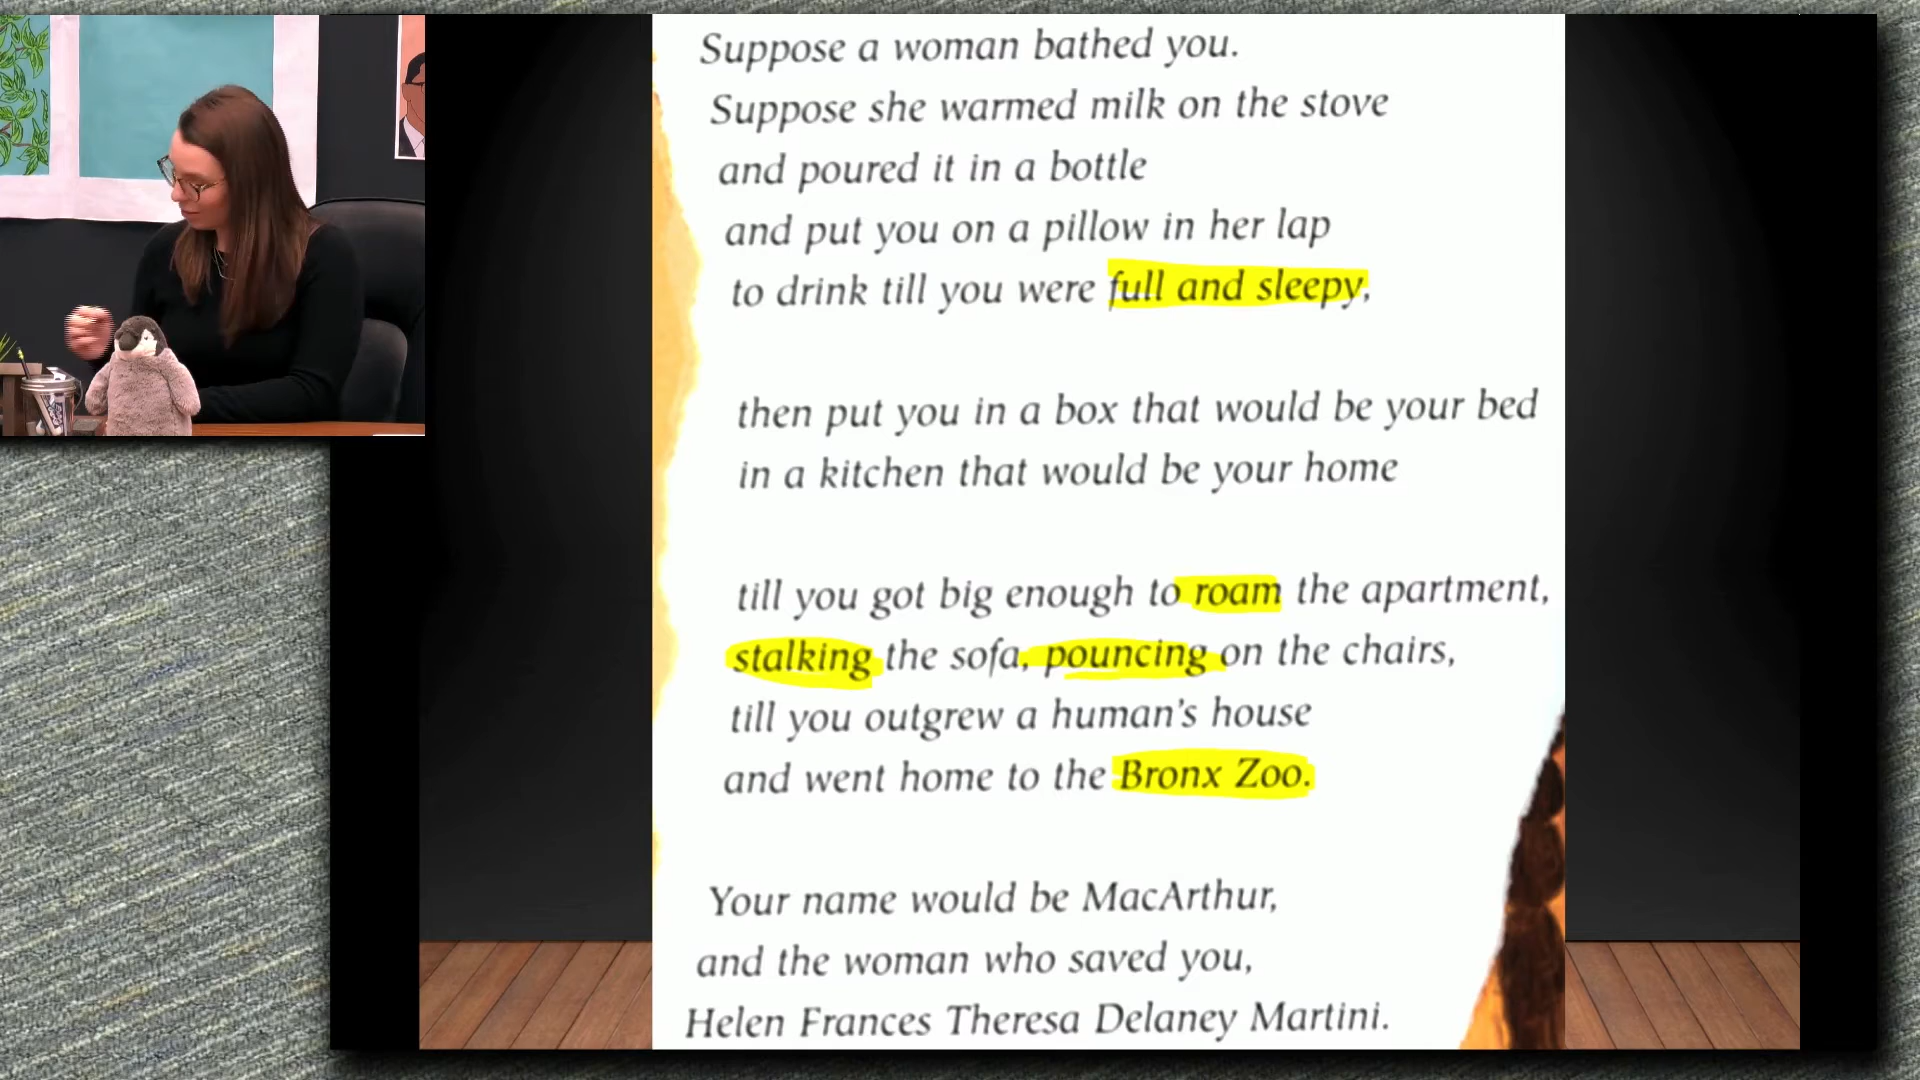 Suppose a woman bathed you.
Suppose she warmed milk on the stove
and poured it in a bottle
and put you on a pillow in her lap
to drink till you were full and sleepy,
then put you in a box that would be your bed
in a kitchen that would be your home
till you got big enough to roam the apartment,
stalking the sofa, pouncing on the chairs,
till you outgrew a human's house
and went home to the Bronx Zoo.
Your name would be MacArthur,
and the woman who saved you,
Helen Frances Theresa Delaney Martini.